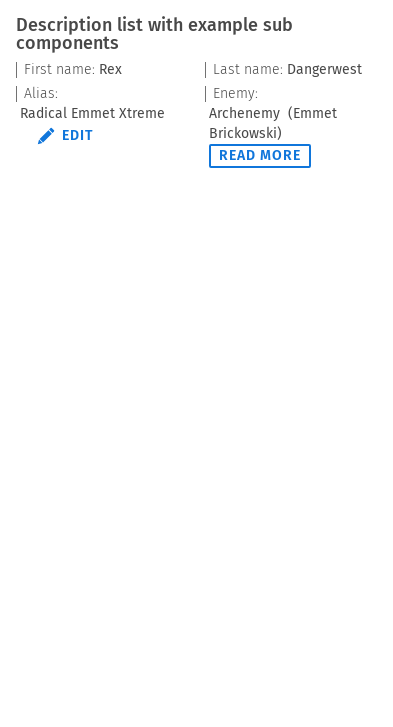 Description list with example sub
components
First name: Rex
Last name: Dangerwest
Alias:
Radical Emmet Xtreme
EDIT
Enemy:
Archenemy  (Emmet
Brickowski)
READ MORE